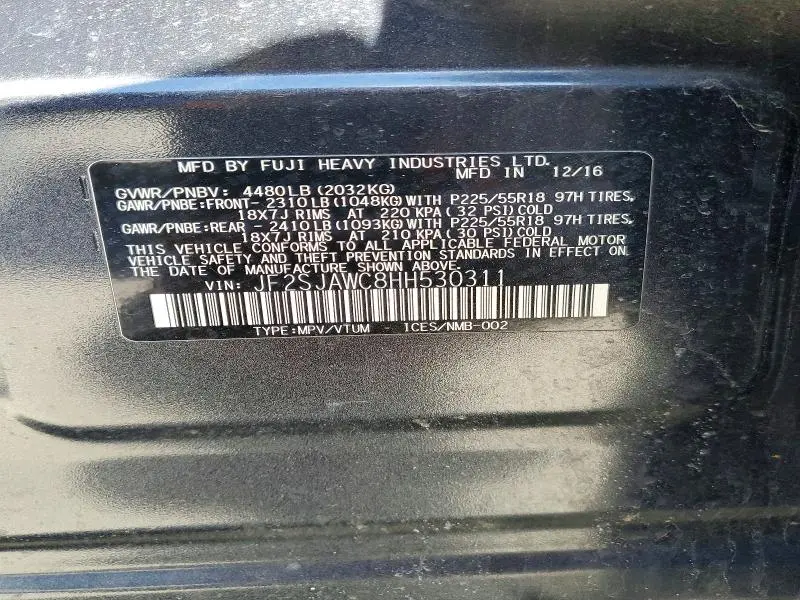 MFD BY FUJI HEAVY INDUSTRIES LTD.
MFD IN 12/16
GVWR/PNBV: 4480LB (2032KG)
GAWR/PNBE:FRONT- 2310LB (1048KG) WITH P225/55R18 97H TIRES,
18X7J RIMS AT 220 KPA ( 32 PSI) COLD
GAWR/PNBE:REAR - 2410LB (1093KG) WITH P225/55R18 97H TIRES,
18X7J RIMS AT 210 KPA ( 30 PSI) COLD
THIS VEHICLE CONFORMS TO ALL APPLICABLE FEDERAL MOTOR
VEHICLE SAFETY AND THEFT PREVENTION STANDARDS IN EFFECT ON
THE DATE OF MANUFACTURE SHOWN ABOVE.
VIN: JF2SJAWC8HH530311
TYPE:MPV/VTUM ICES/NMB-002